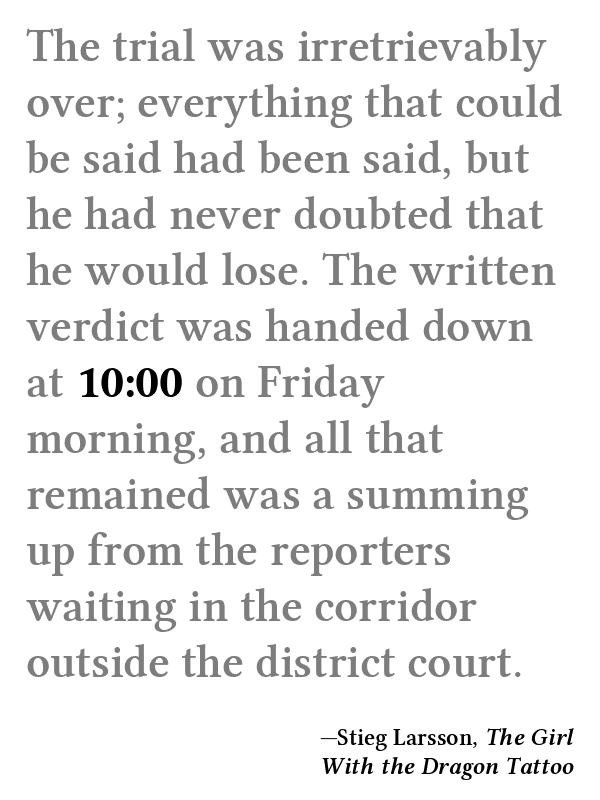 The trial was irretrievably
over; everything that could
be said had been said, but
he had never doubted that
he would lose. The written
verdict was handed down
at 10:00 on Friday
morning, and all that
remained was a summing
up from the reporters
waiting in the corridor
outside the district court.
—Stieg Larsson, The Girl
With the Dragon Tattoo